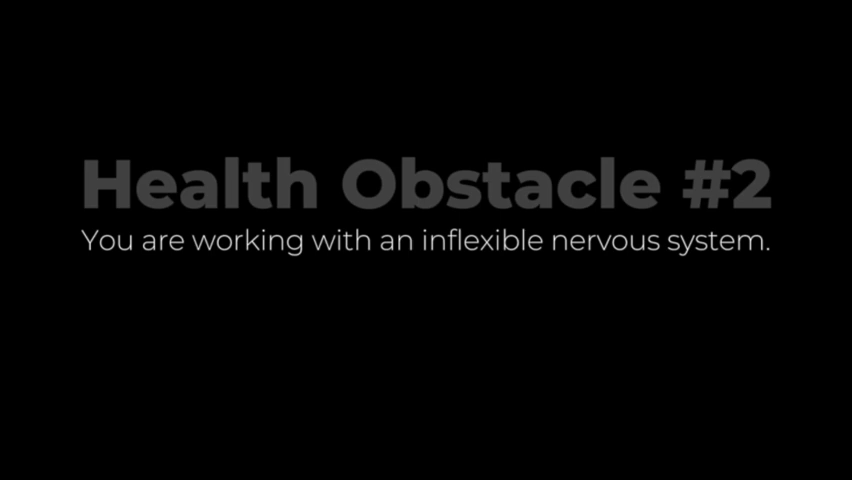 Health Obstacle #2
You are working with an inflexible nervous system.